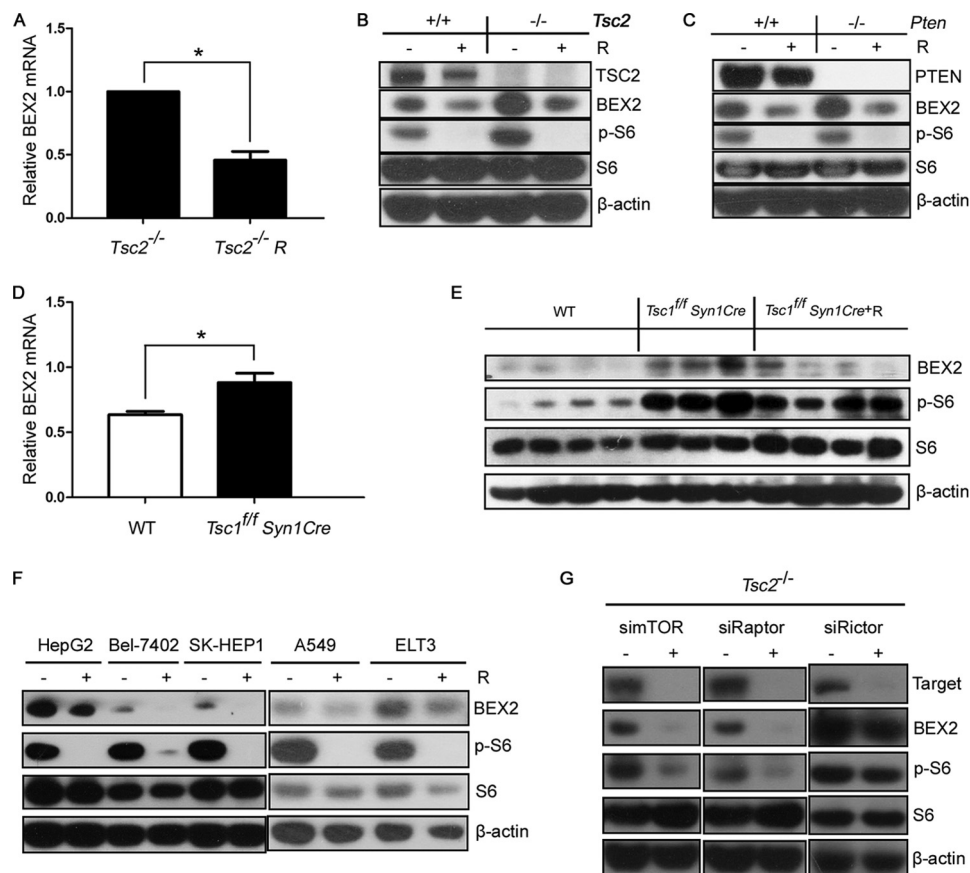 A
Relative BEX2 mRNA
1.5
1.0
0.5
0.0
*
Tsc2-/-
Tsc2-/- R
B
+/+ -/- Tsc2
- + - + R
TSC2
BEX2
p-S6
S6
β-actin
C
+/+ -/- Pten
- + - + R
PTEN
BEX2
p-S6
S6
β-actin
D
Relative BEX2 mRNA
1.5
1.0
0.5
0.0
*
WT
Tsc1f/f Syn1Cre
E
WT Tsc1f/f Syn1Cre Tsc1f/f Syn1Cre+R
BEX2
p-S6
S6
β-actin
F
HepG2 Bel-7402 SK-HEP1 A549 ELT3
- + - + - + - + - + R
BEX2
p-S6
S6
β-actin
G
Tsc2-/-
simTOR siRaptor siRictor
- + - + - +
Target
BEX2
p-S6
S6
β-actin